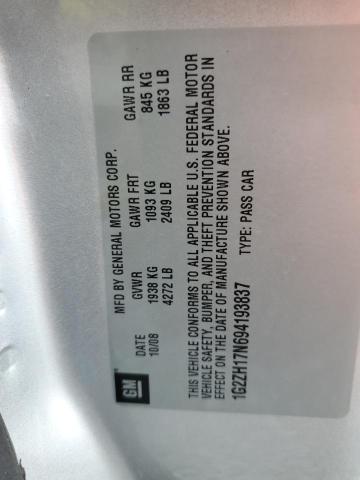 GM
MFD BY GENERAL MOTORS CORP.
DATE GVWR GAWR FRT GAWR RR
10/08 1938 KG 1093 KG 845 KG
4272 LB 2409 LB 1863 LB
THIS VEHICLE CONFORMS TO ALL APPLICABLE U.S. FEDERAL MOTOR
VEHICLE SAFETY, BUMPER, AND THEFT PREVENTION STANDARDS IN
EFFECT ON THE DATE OF MANUFACTURE SHOWN ABOVE.
1G2ZH17N694193837 TYPE: PASS CAR